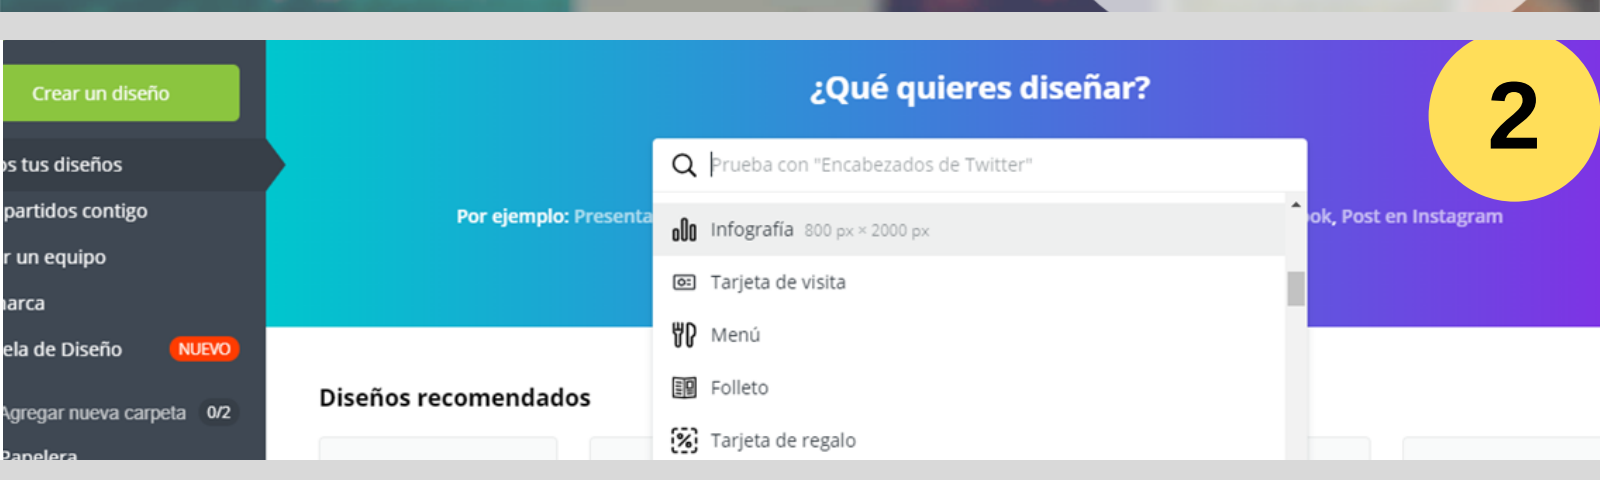 Crear un diseño
os tus diseños
partidos contigo
r un equipo
arca
ela de Diseño NUEVO
Agregar nueva carpeta 0/2
Papelera
¿Qué quieres diseñar?
2
Prueba con "Encabezados de Twitter"
Por ejemplo: Presenta
ok, Post en Instagram
Infografía 800 px × 2000 px
Tarjeta de visita
Menú
Folleto
Tarjeta de regalo
Diseños recomendados